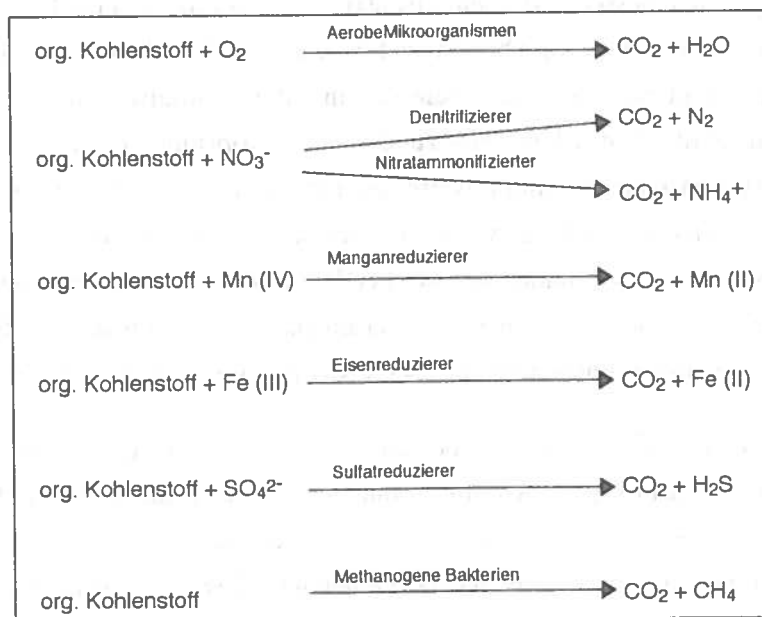 org. Kohlenstoff + O₂ AerobeMikroorganismen CO₂ + H₂O
Denitrifizierer CO₂ + N₂
org. Kohlenstoff + NO₃⁻ Nitratammonifizierter
CO₂ + NH₄⁺
org. Kohlenstoff + Mn (IV) Manganreduzierer CO₂ + Mn (II)
org. Kohlenstoff + Fe (III) Eisenreduzierer CO₂ + Fe (II)
org. Kohlenstoff + SO₄²⁻ Sulfatreduzierer CO₂ + H₂S
org. Kohlenstoff Methanogene Bakterien CO₂ + CH₄